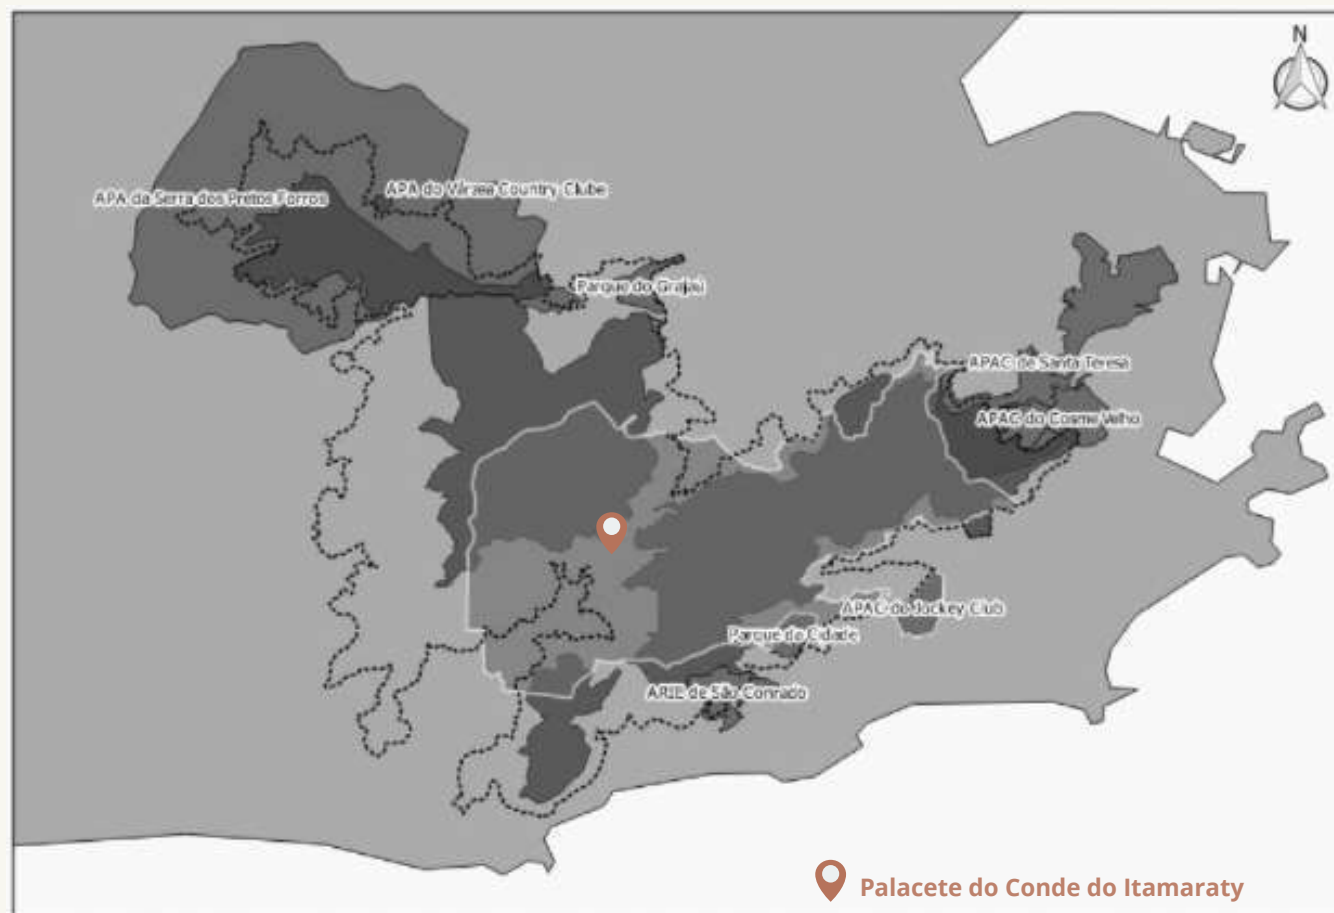 N
APA da Serra dos Pretos Forros
APA do Várzea Country Clube
Parque do Grajaú
APAC de Santa Teresa
APAC do Cosme Velho
APAC do Jockey Club
Parque da Cidade
ARIE de São Conrado
Palacete do Conde do Itamaraty